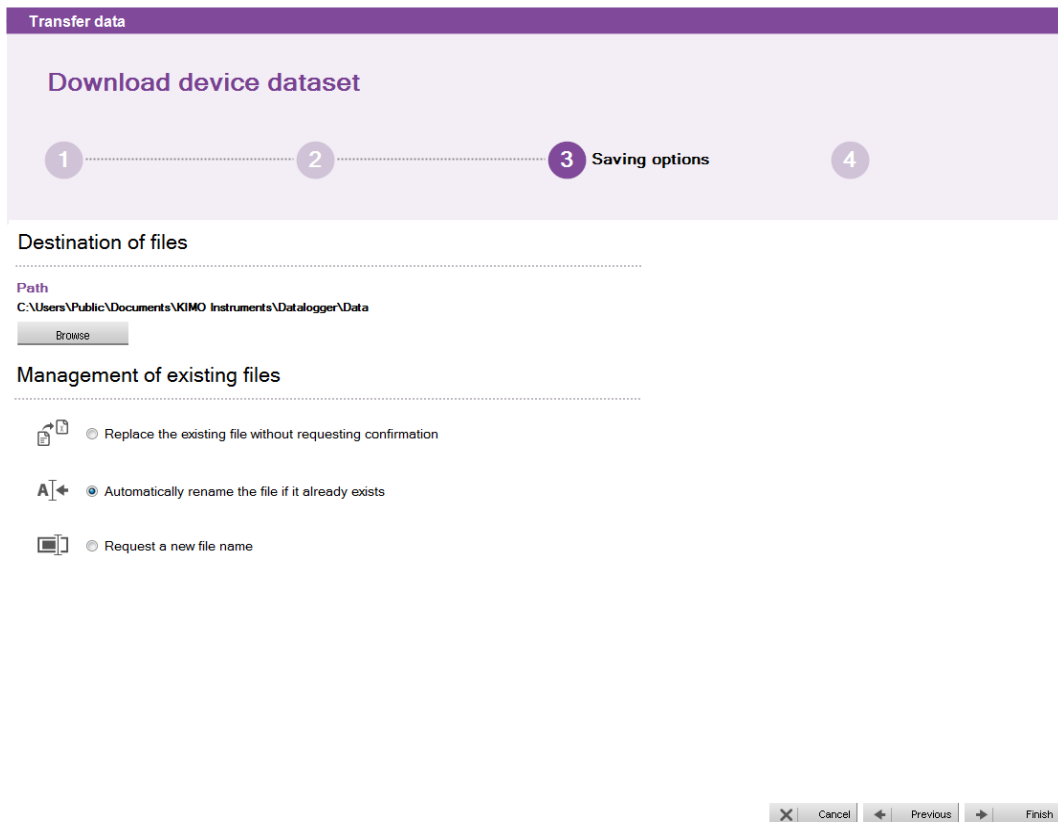 Transfer data
Download device dataset
1 2 3 Saving options 4
Destination of files
Path
C:\Users\Public\Documents\KIMO Instruments\Datalogger\Data
Browse
Management of existing files
Replace the existing file without requesting confirmation
Automatically rename the file if it already exists
Request a new file name
Cancel Previous Finish